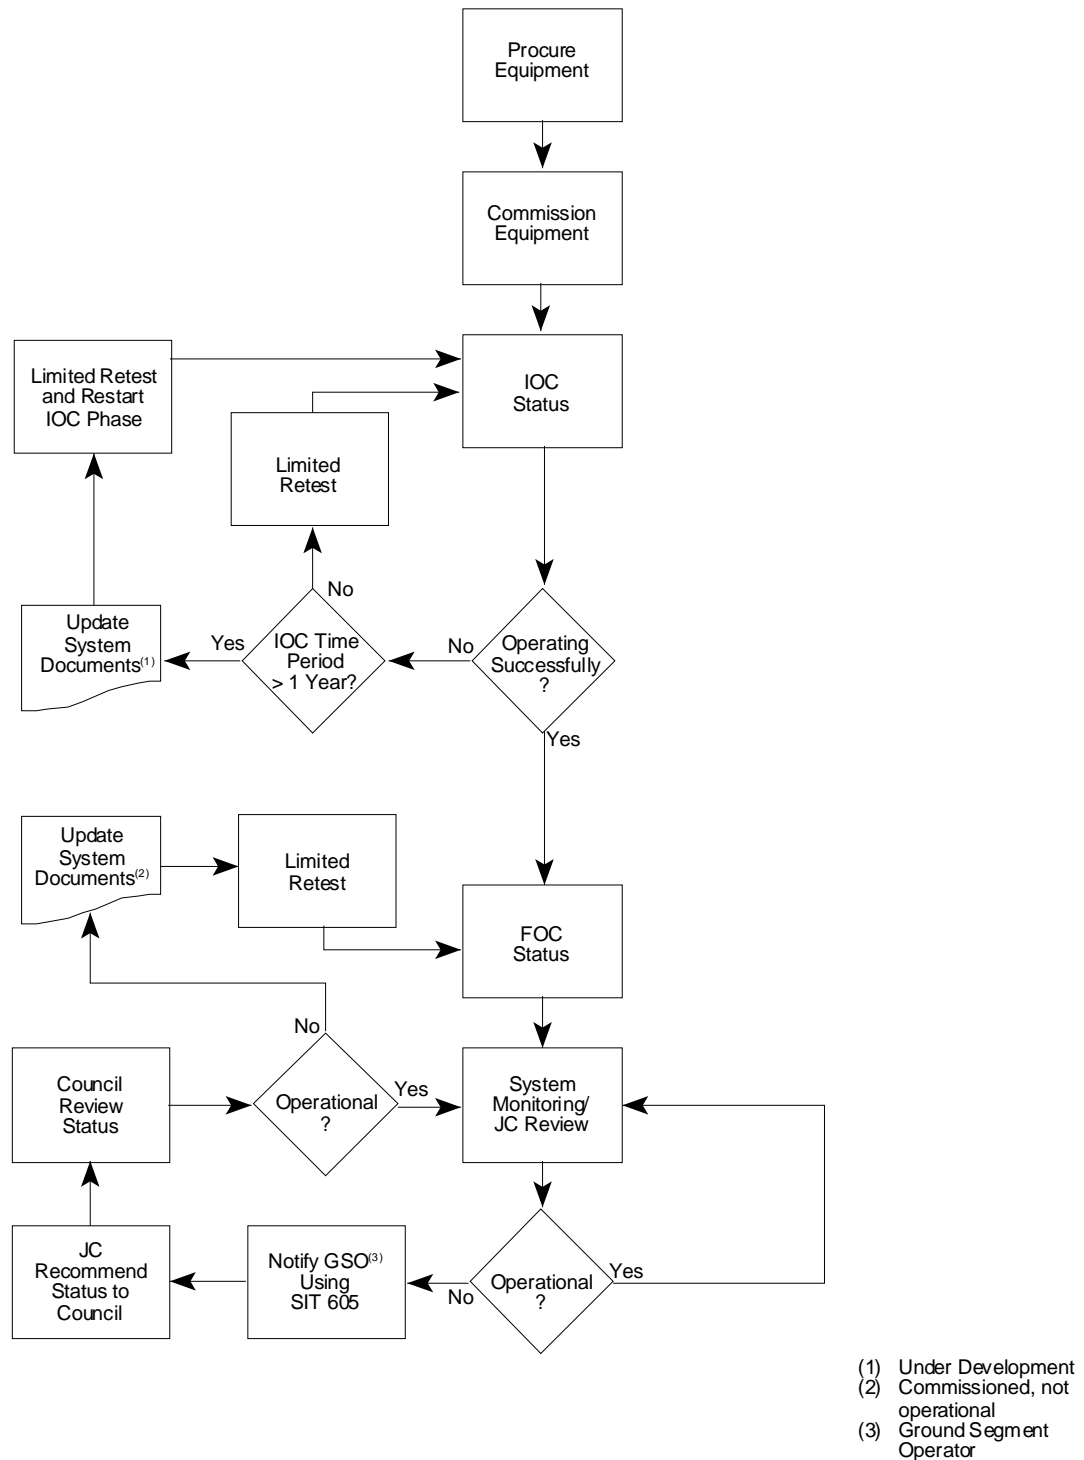 Procure
Equipment
Commission
Equipment
IOC
Status
Limited Retest
and Restart
IOC Phase
Limited
Retest
No
Update
System
Documents(1)
Yes
IOC Time
Period
> 1 Year?
No
Operating
Successfully
?
Yes
Update
System
Documents(2)
Limited
Retest
FOC
Status
No
Council
Review
Status
Operational
?
Yes
System
Monitoring/
JC Review
JC
Recommend
Status to
Council
Notify GSO(3)
Using
SIT 605
No
Operational
?
Yes
(1) Under Development
(2) Commissioned, not
operational
(3) Ground Segment
Operator